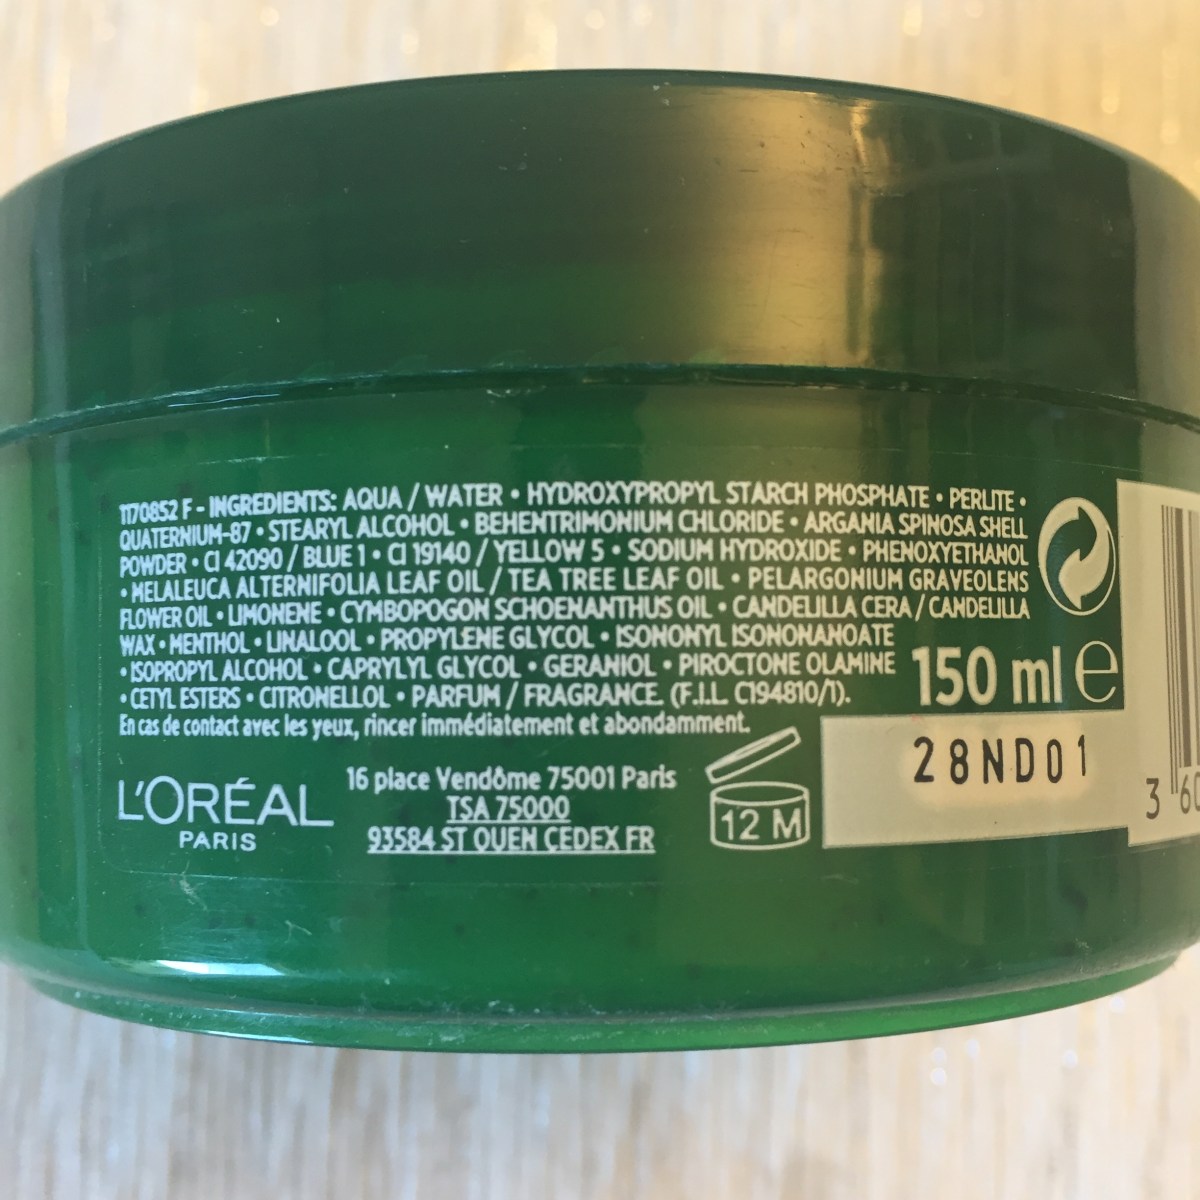 1170852 F - INGREDIENTS: AQUA / WATER • HYDROXYPROPYL STARCH PHOSPHATE • PERLITE •
QUATERNIUM-87 • STEARYL ALCOHOL • BEHENTRIMONIUM CHLORIDE • ARGANIA SPINOSA SHELL
POWDER • CI 42090 / BLUE 1 • CI 19140 / YELLOW 5 • SODIUM HYDROXIDE • PHENOXYETHANOL
• MELALEUCA ALTERNIFOLIA LEAF OIL / TEA TREE LEAF OIL • PELARGONIUM GRAVEOLENS
FLOWER OIL • LIMONENE • CYMBOPOGON SCHOENANTHUS OIL • CANDELILLA CERA / CANDELILLA
WAX • MENTHOL • LINALOOL • PROPYLENE GLYCOL • ISONONYL ISONONANOATE
• ISOPROPYL ALCOHOL • CAPRYLYL GLYCOL • GERANIOL • PIROCTONE OLAMINE
• CETYL ESTERS • CITRONELLOL • PARFUM / FRAGRANCE. (F.I.L. C194810/1).
En cas de contact avec les yeux, rincer immédiatement et abondamment.
150 ml e
28ND01
L'ORÉAL
PARIS
16 place Vendôme 75001 Paris
TSA 75000
93584 ST OUEN CEDEX FR
12 M
3 60